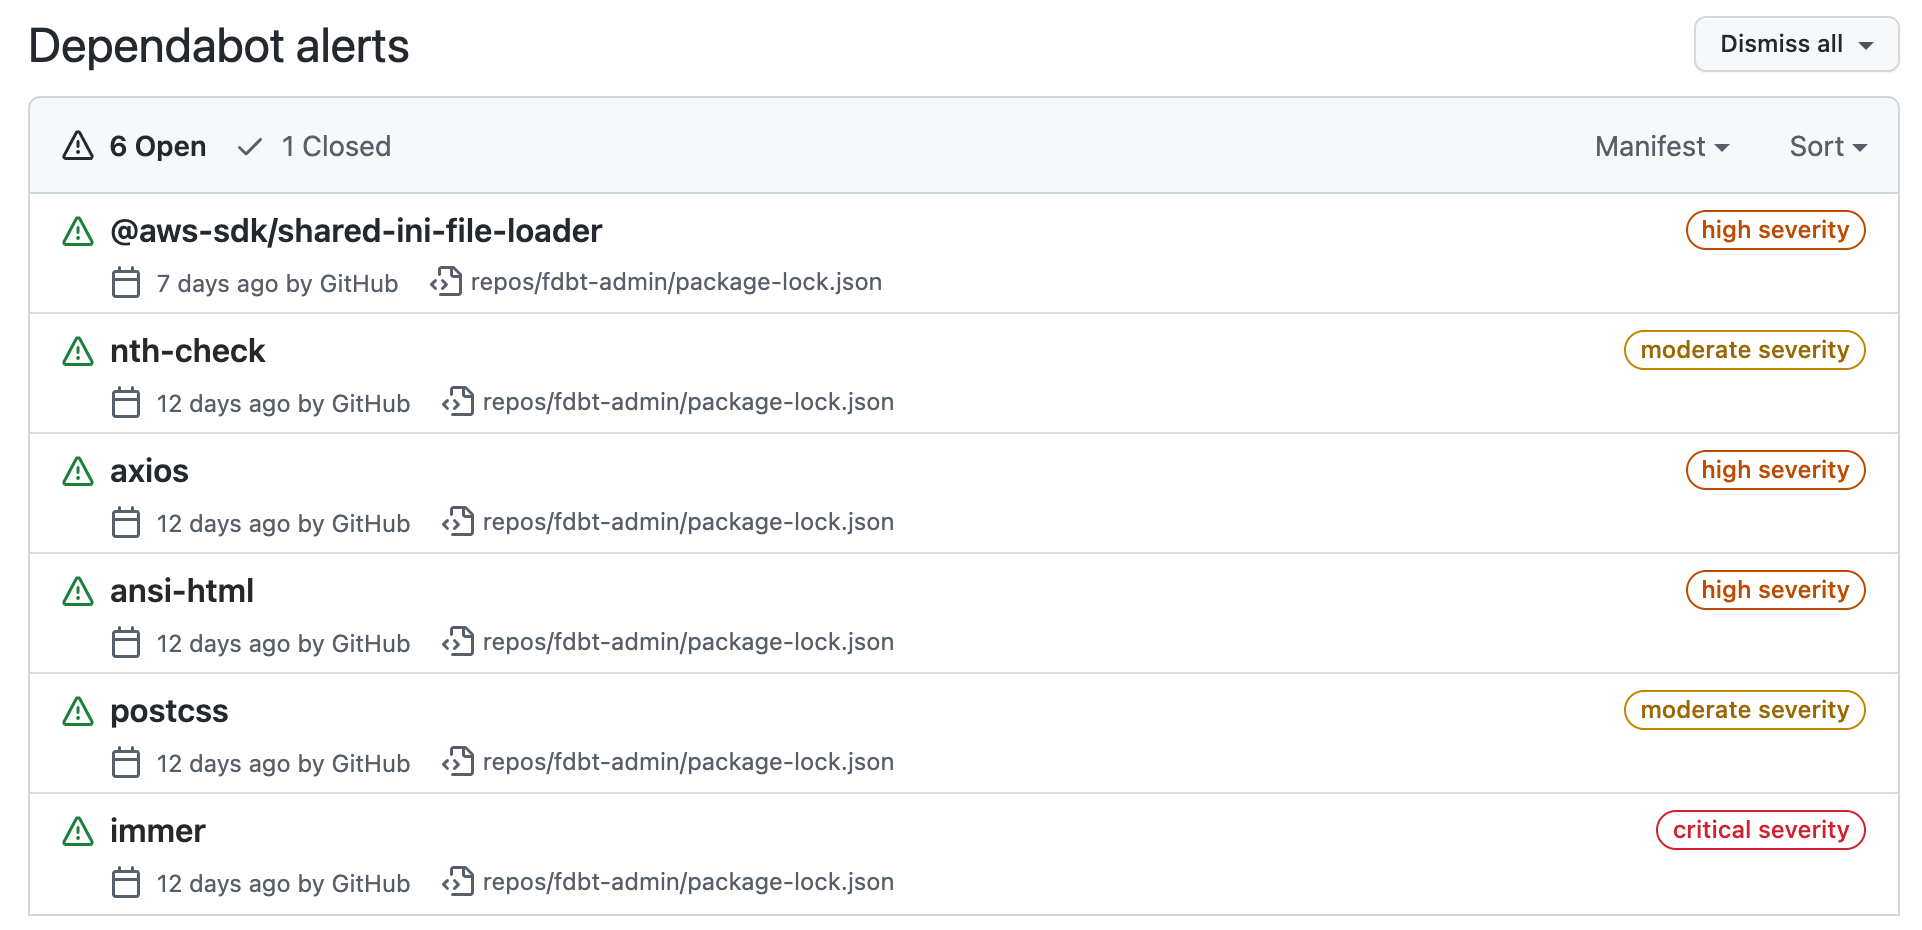 Dependabot alerts
Dismiss all
6 Open 1 Closed Manifest Sort
@aws-sdk/shared-ini-file-loader high severity
7 days ago by GitHub repos/fdbt-admin/package-lock.json
nth-check moderate severity
12 days ago by GitHub repos/fdbt-admin/package-lock.json
axios high severity
12 days ago by GitHub repos/fdbt-admin/package-lock.json
ansi-html high severity
12 days ago by GitHub repos/fdbt-admin/package-lock.json
postcss moderate severity
12 days ago by GitHub repos/fdbt-admin/package-lock.json
immer critical severity
12 days ago by GitHub repos/fdbt-admin/package-lock.json